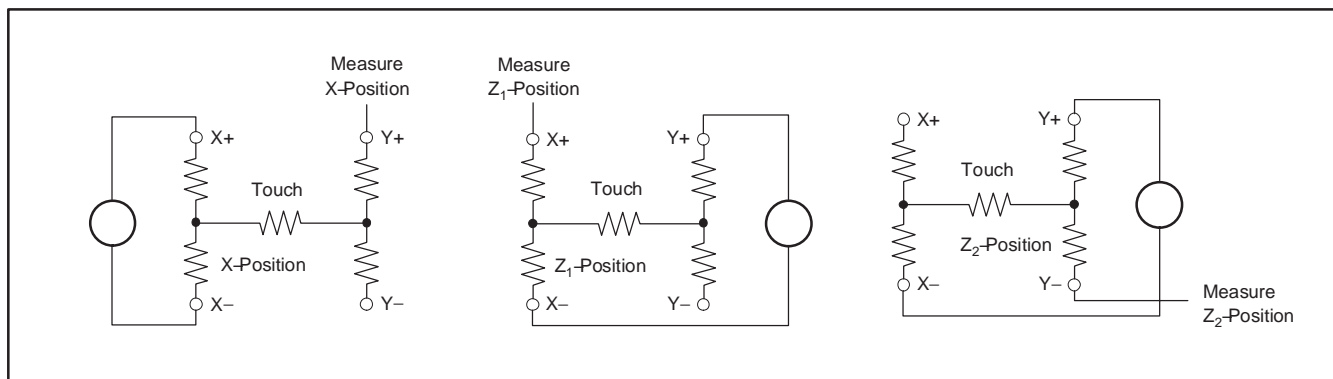 Measure
X–Position
X+
Y+
Touch
X–Position
X–
Y–
Measure
Z1–Position
X+
Y+
Touch
Z1–Position
X–
Y–
X+
Y+
Touch
Z2–Position
X–
Y–
Measure
Z2–Position